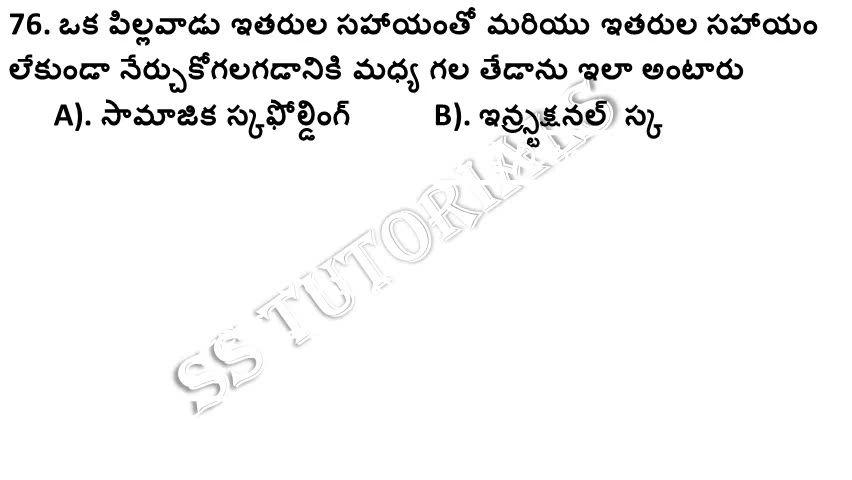 76. ఒక పిల్లవాడు ఇతరుల సహాయంతో మరియు ఇతరుల సహాయం
లేకుండా నేర్చుకోగలగడానికి మధ్య గల తేడాను ఇలా అంటారు
A). సామాజిక స్కఫోల్డింగ్ B). ఇన్స్ట్రక్షనల్ స్క
SS TUTORIALS